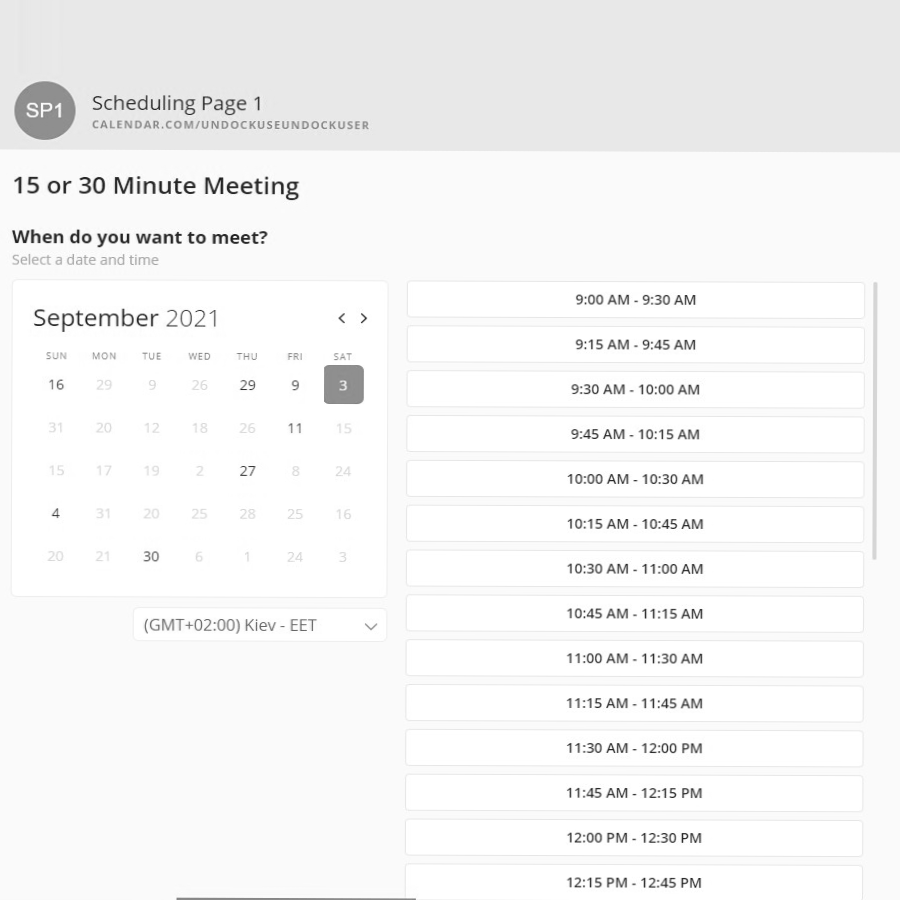 SP1
Scheduling Page 1
CALENDAR.COM/UNDOCKUSEUNDOCKUSER
15 or 30 Minute Meeting
When do you want to meet?
Select a date and time
September 2021
< >
SUN MON TUE WED THU FRI SAT
16 29 9 26 29 9 3
31 20 12 18 26 11 15
15 17 19 2 27 8 24
4 31 20 25 28 25 16
20 21 30 6 1 24 3
(GMT+02:00) Kiev - EET
9:00 AM - 9:30 AM
9:15 AM - 9:45 AM
9:30 AM - 10:00 AM
9:45 AM - 10:15 AM
10:00 AM - 10:30 AM
10:15 AM - 10:45 AM
10:30 AM - 11:00 AM
10:45 AM - 11:15 AM
11:00 AM - 11:30 AM
11:15 AM - 11:45 AM
11:30 AM - 12:00 PM
11:45 AM - 12:15 PM
12:00 PM - 12:30 PM
12:15 PM - 12:45 PM